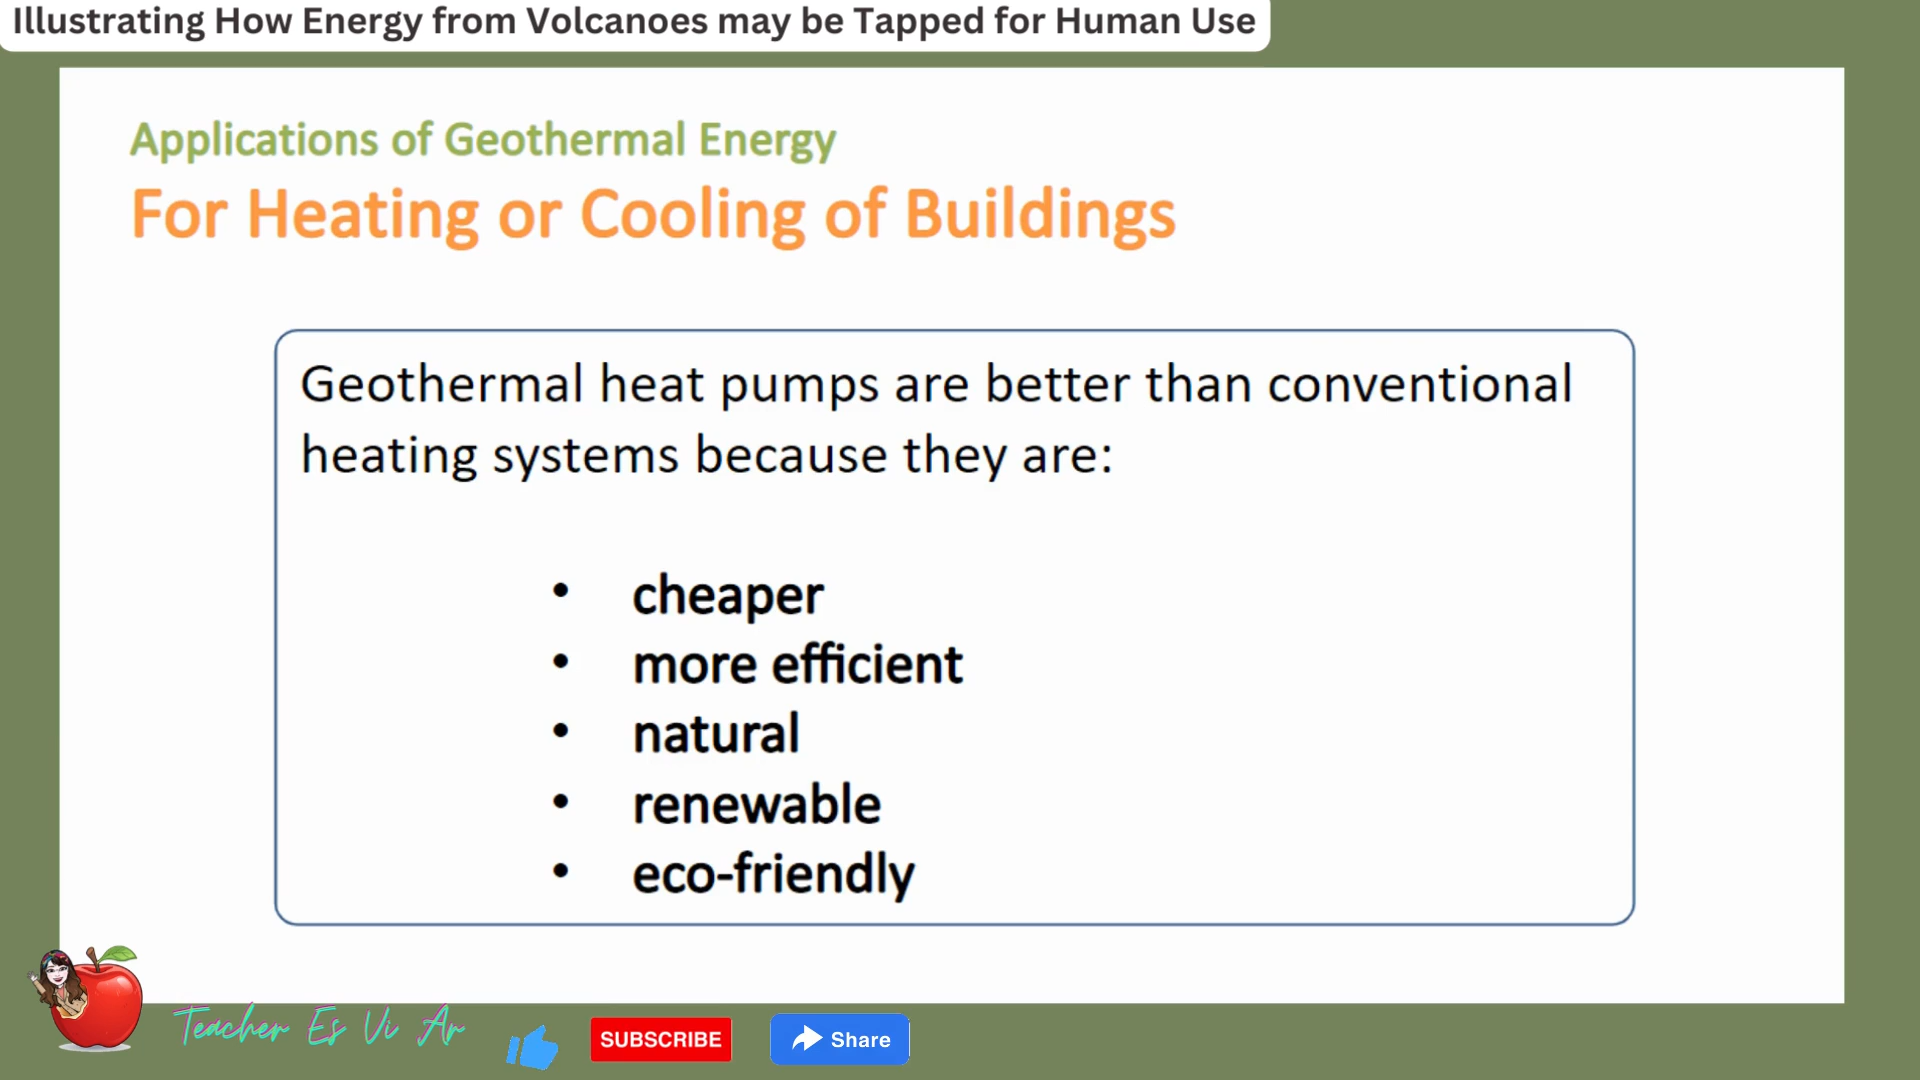 Illustrating How Energy from Volcanoes may be Tapped for Human Use
Applications of Geothermal Energy
For Heating or Cooling of Buildings
Geothermal heat pumps are better than conventional
heating systems because they are:
• cheaper
• more efficient
• natural
• renewable
• eco-friendly
Teacher Es Vi Ar
SUBSCRIBE
Share